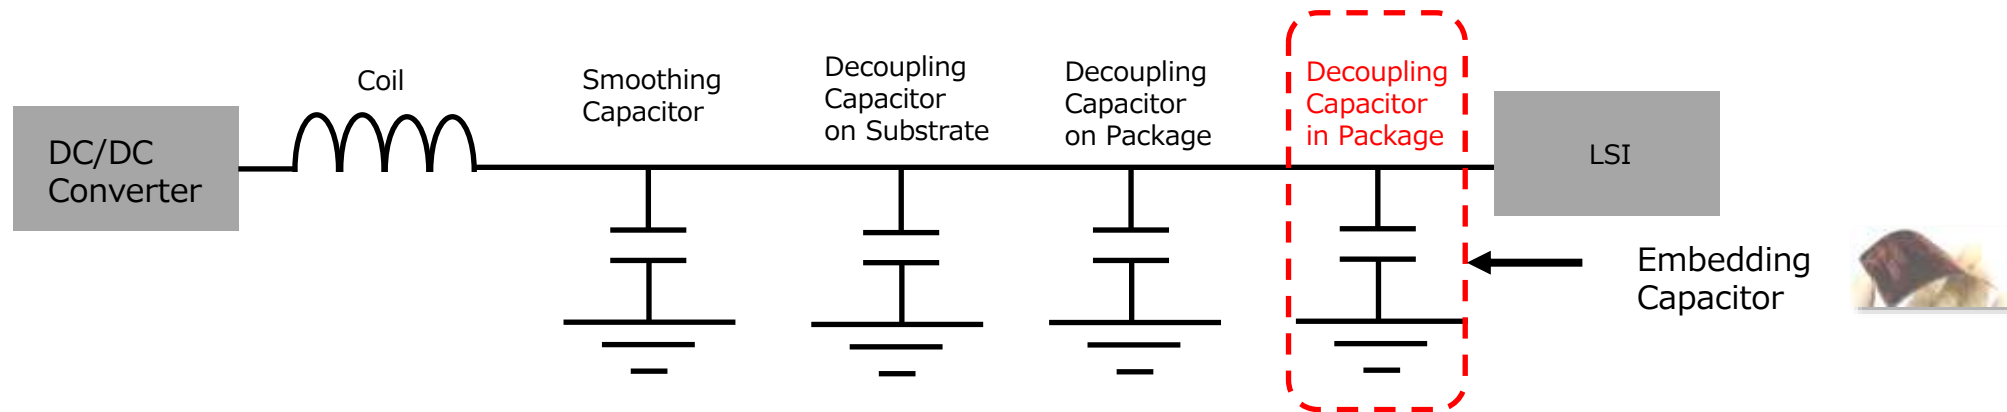 DC/DC
Converter
Coil
Smoothing
Capacitor
Decoupling
Capacitor
on Substrate
Decoupling
Capacitor
on Package
Decoupling
Capacitor
in Package
LSI
Embedding
Capacitor